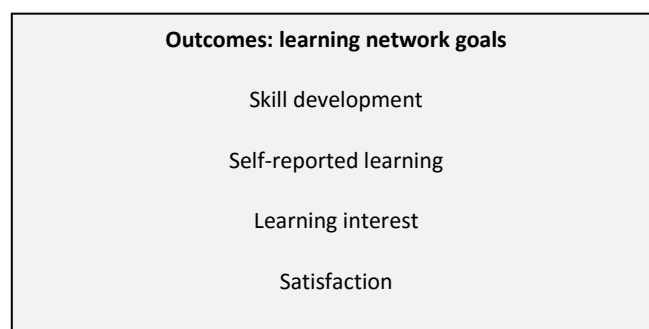 Outcomes: learning network goals
Skill development
Self-reported learning
Learning interest
Satisfaction